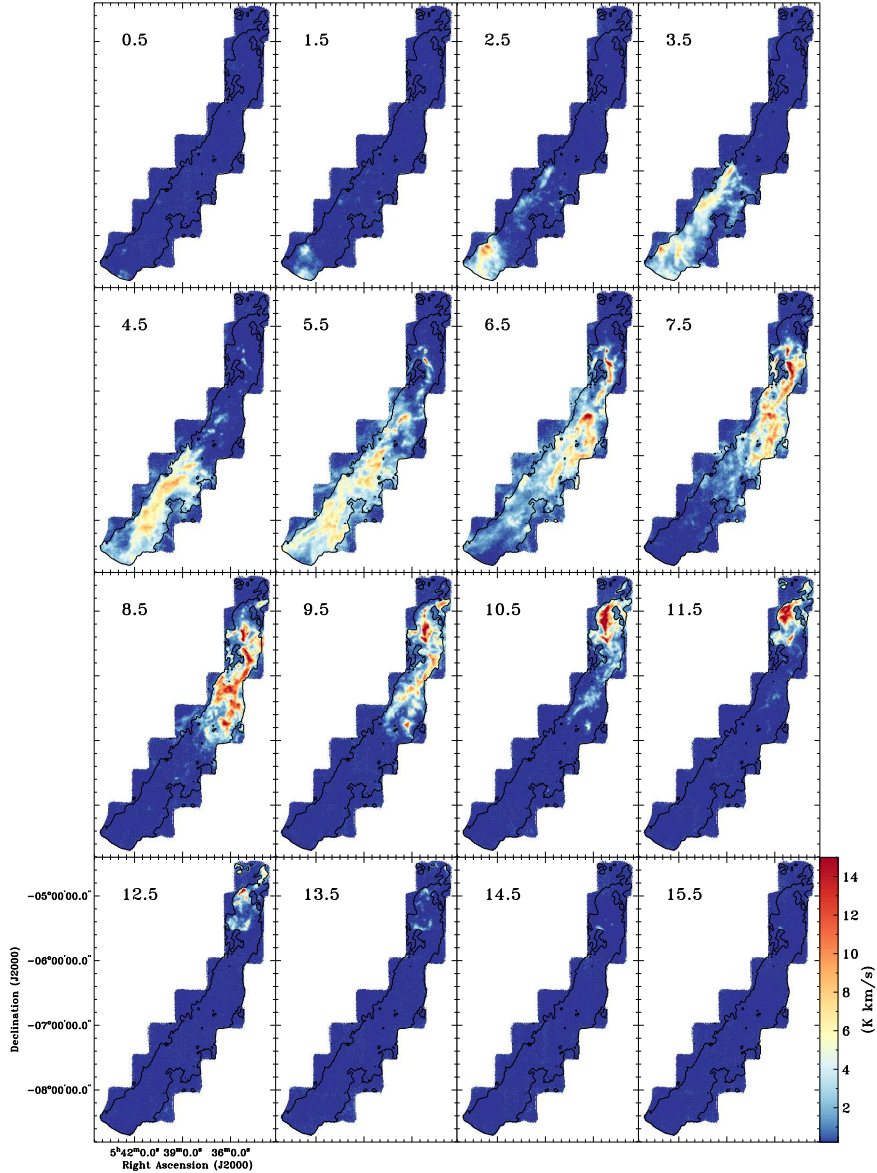 0.5 1.5 2.5 3.5
4.5 5.5 6.5 7.5
8.5 9.5 10.5 11.5
12.5 13.5 14.5 15.5
-05°00'00.0"
-06°00'00.0"
-07°00'00.0"
-08°00'00.0"
Declination (J2000)
5ʰ42ᵐ0.0ˢ 39ᵐ0.0ˢ 36ᵐ0.0ˢ
Right Ascension (J2000)
14
12
10
8
6
4
2
(K km/s)